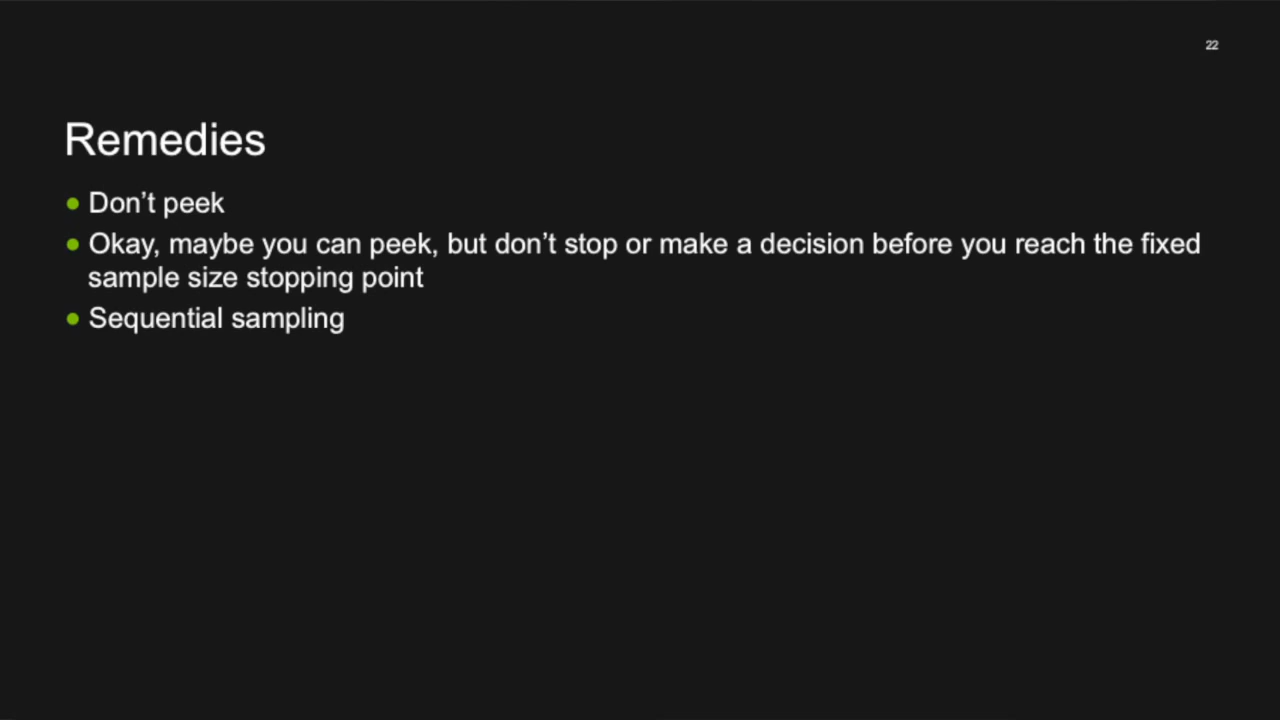 22
Remedies
● Don’t peek
● Okay, maybe you can peek, but don’t stop or make a decision before you reach the fixed
sample size stopping point
● Sequential sampling